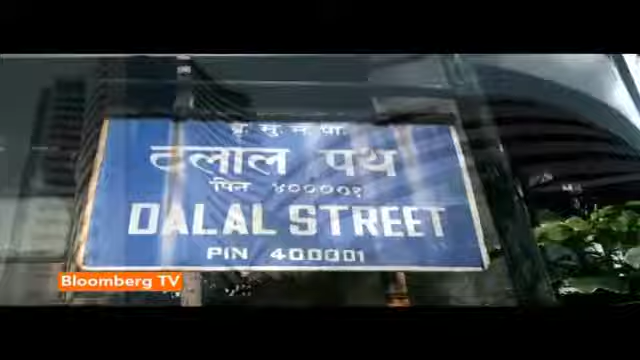 बृ. मु. न. पा.
दलाल पथ
पिन ४००००१
DALAL STREET
PIN 400001
Bloomberg TV